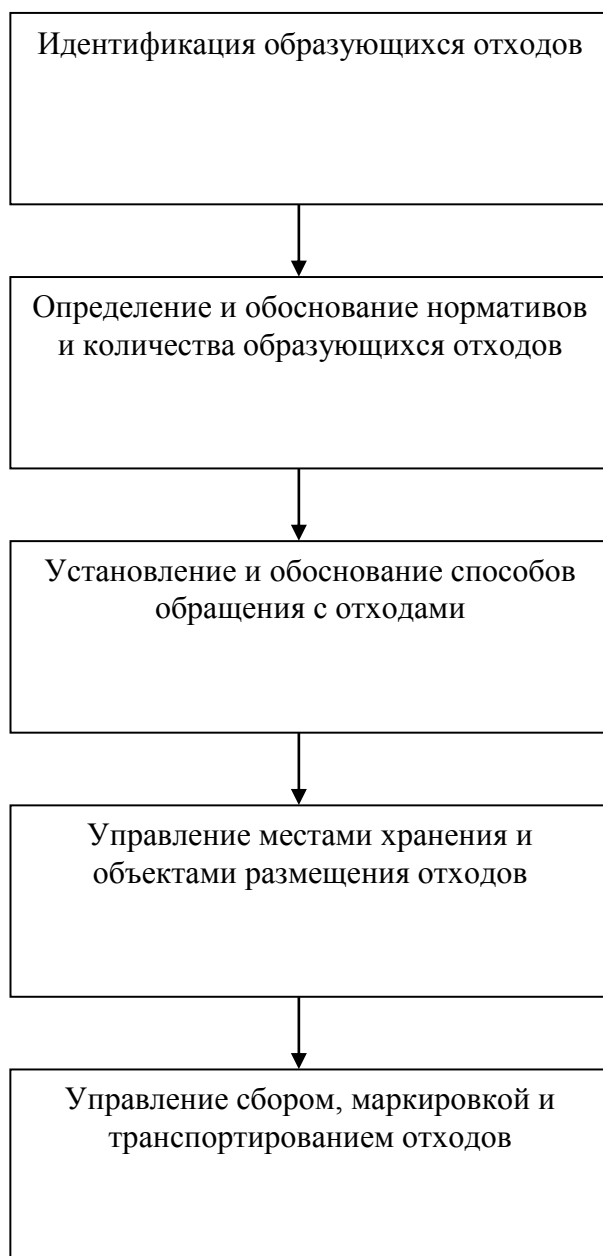 Идентификация образующихся отходов
Определение и обоснование нормативов
и количества образующихся отходов
Установление и обоснование способов
обращения с отходами
Управление местами хранения и
объектами размещения отходов
Управление сбором, маркировкой и
транспортированием отходов